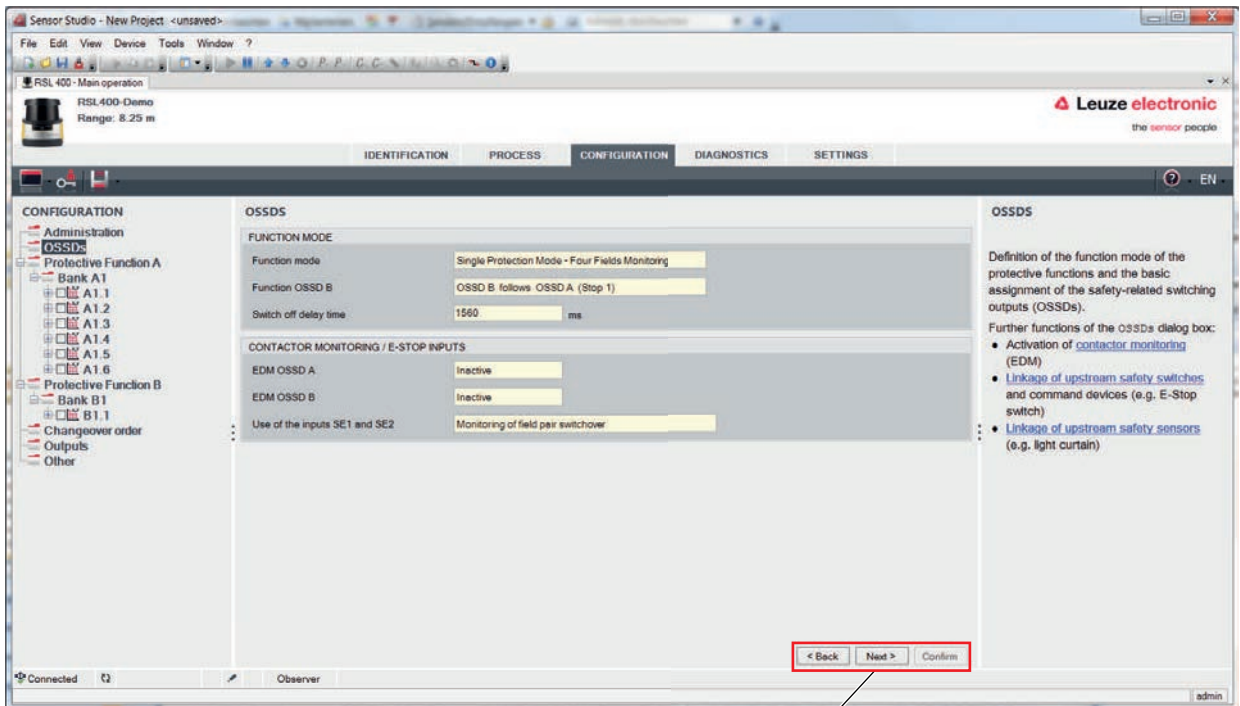 Sensor Studio - New Project <unsaved>
File Edit View Device Tools Window ?
RSL 400 - Main operation
RSL400-Demo
Range: 8.25 m
Leuze electronic
the sensor people
IDENTIFICATION PROCESS CONFIGURATION DIAGNOSTICS SETTINGS
EN
CONFIGURATION
Administration
OSSDs
Protective Function A
Bank A1
A1.1
A1.2
A1.3
A1.4
A1.5
A1.6
Protective Function B
Bank B1
B1.1
Changeover order
Outputs
Other
OSSDS
FUNCTION MODE
Function mode Single Protection Mode - Four Fields Monitoring
Function OSSD B OSSD B follows OSSD A (Stop 1)
Switch off delay time 1560 ms
CONTACTOR MONITORING / E-STOP INPUTS
EDM OSSD A Inactive
EDM OSSD B Inactive
Use of the inputs SE1 and SE2 Monitoring of field pair switchover
< Back Next > Confirm
OSSDS
Definition of the function mode of the
protective functions and the basic
assignment of the safety-related switching
outputs (OSSDs).
Further functions of the OSSDs dialog box:
• Activation of contactor monitoring
(EDM)
• Linkage of upstream safety switches
and command devices (e.g. E-Stop
switch)
• Linkage of upstream safety sensors
(e.g. light curtain)
Connected Observer
admin